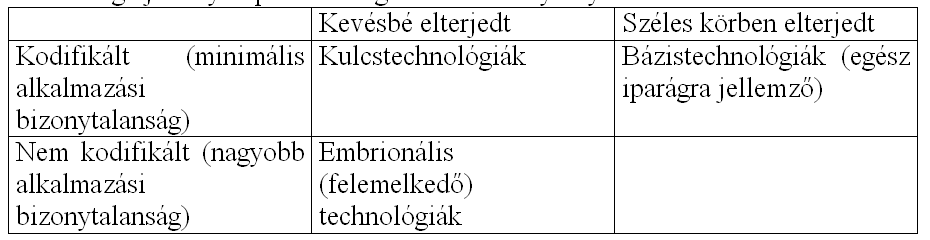 Kevésbé elterjedt
Széles körben elterjedt
Kodifikált (minimális
alkalmazási
bizonytalanság)
Kulcstechnológiák
Bázistechnológiák (egész
iparágra jellemző)
Nem kodifikált (nagyobb
alkalmazási
bizonytalanság)
Embrionális
(felemelkedő)
technológiák